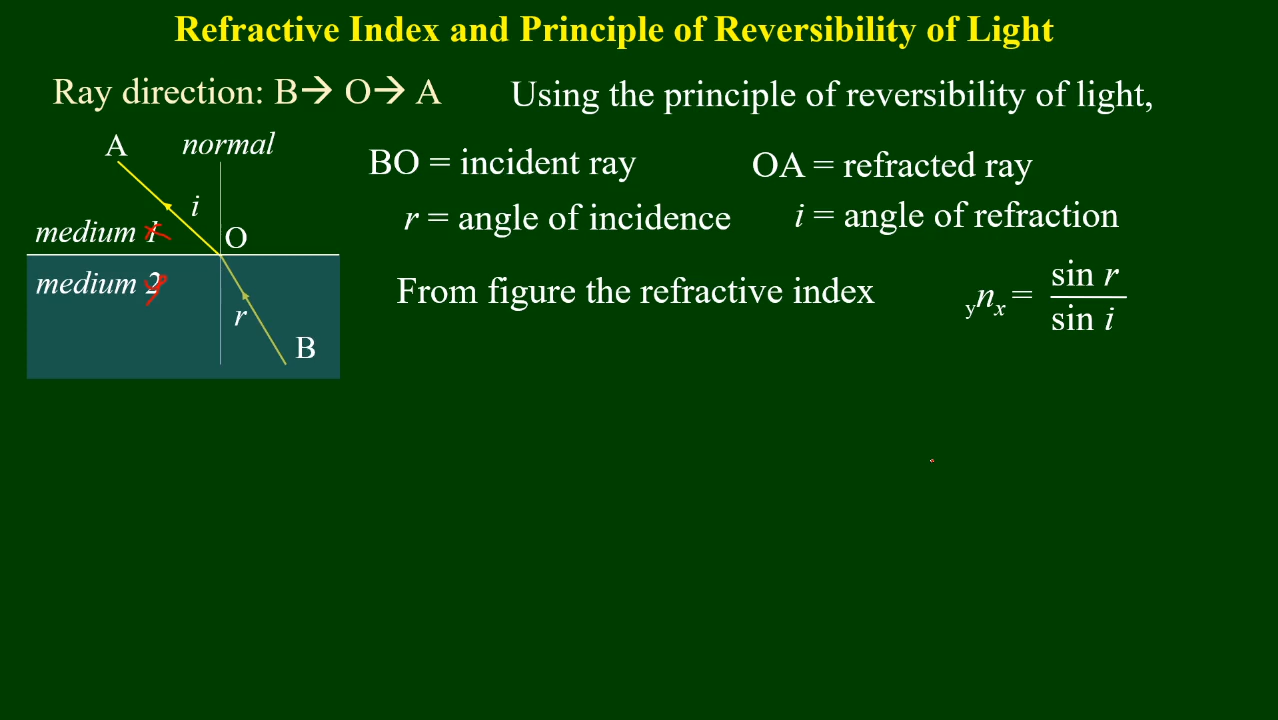 Refractive Index and Principle of Reversibility of Light
Ray direction: B→ O→ A
Using the principle of reversibility of light,
A
normal
BO = incident ray
OA = refracted ray
i
r = angle of incidence
i = angle of refraction
medium 1 x
O
medium 2 y
From figure the refractive index
ynx = sin r / sin i
r
B